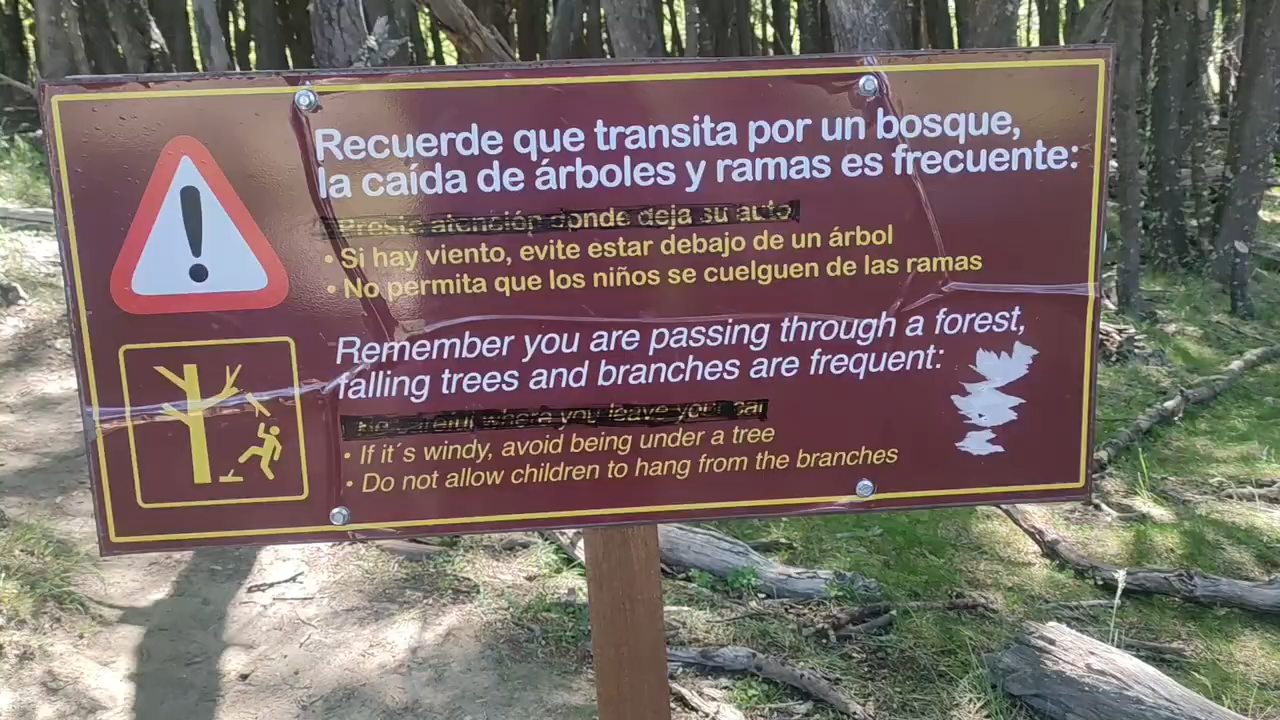 Recuerde que transita por un bosque,
la caída de árboles y ramas es frecuente:
Preste atención donde deja su auto
• Si hay viento, evite estar debajo de un árbol
• No permita que los niños se cuelguen de las ramas
Remember you are passing through a forest,
falling trees and branches are frequent:
Be careful where you leave your car
• If it´s windy, avoid being under a tree
• Do not allow children to hang from the branches